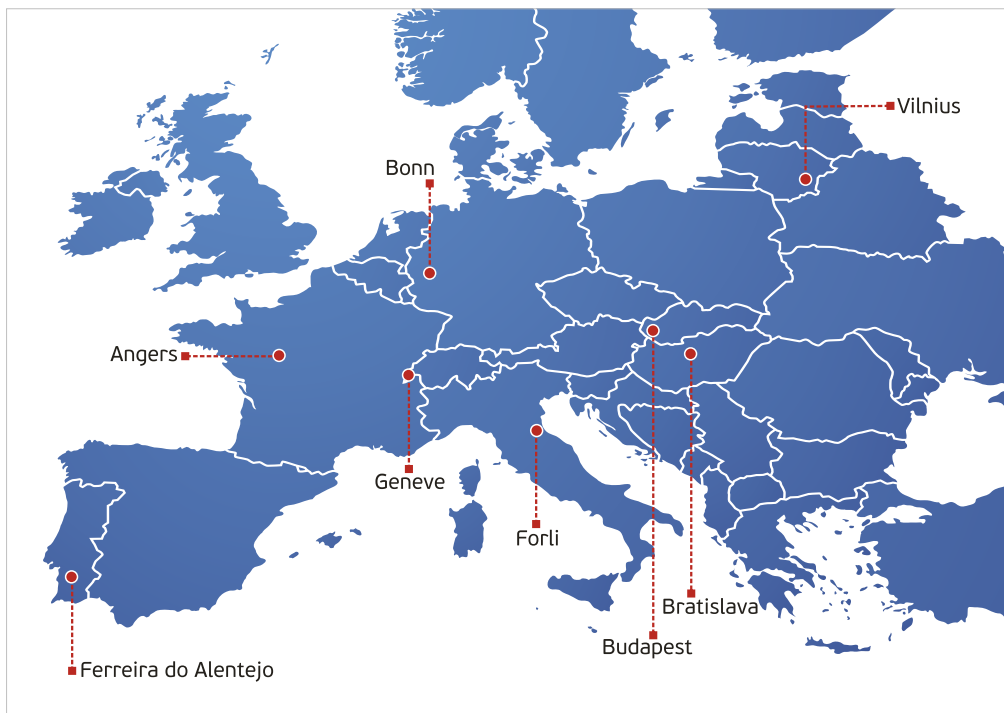 Vilnius
Bonn
Angers
Geneve
Forli
Bratislava
Budapest
Ferreira do Alentejo